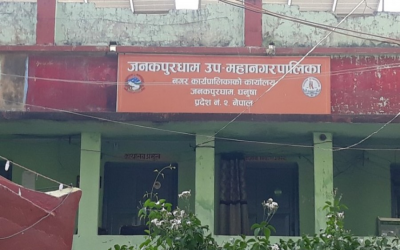 जनकपुरधाम उप-महानगरपालिका
नगर कार्यपालिकाको कार्यालय
जनकपुरधाम धनुषा
प्रदेश नं. २ नेपाल